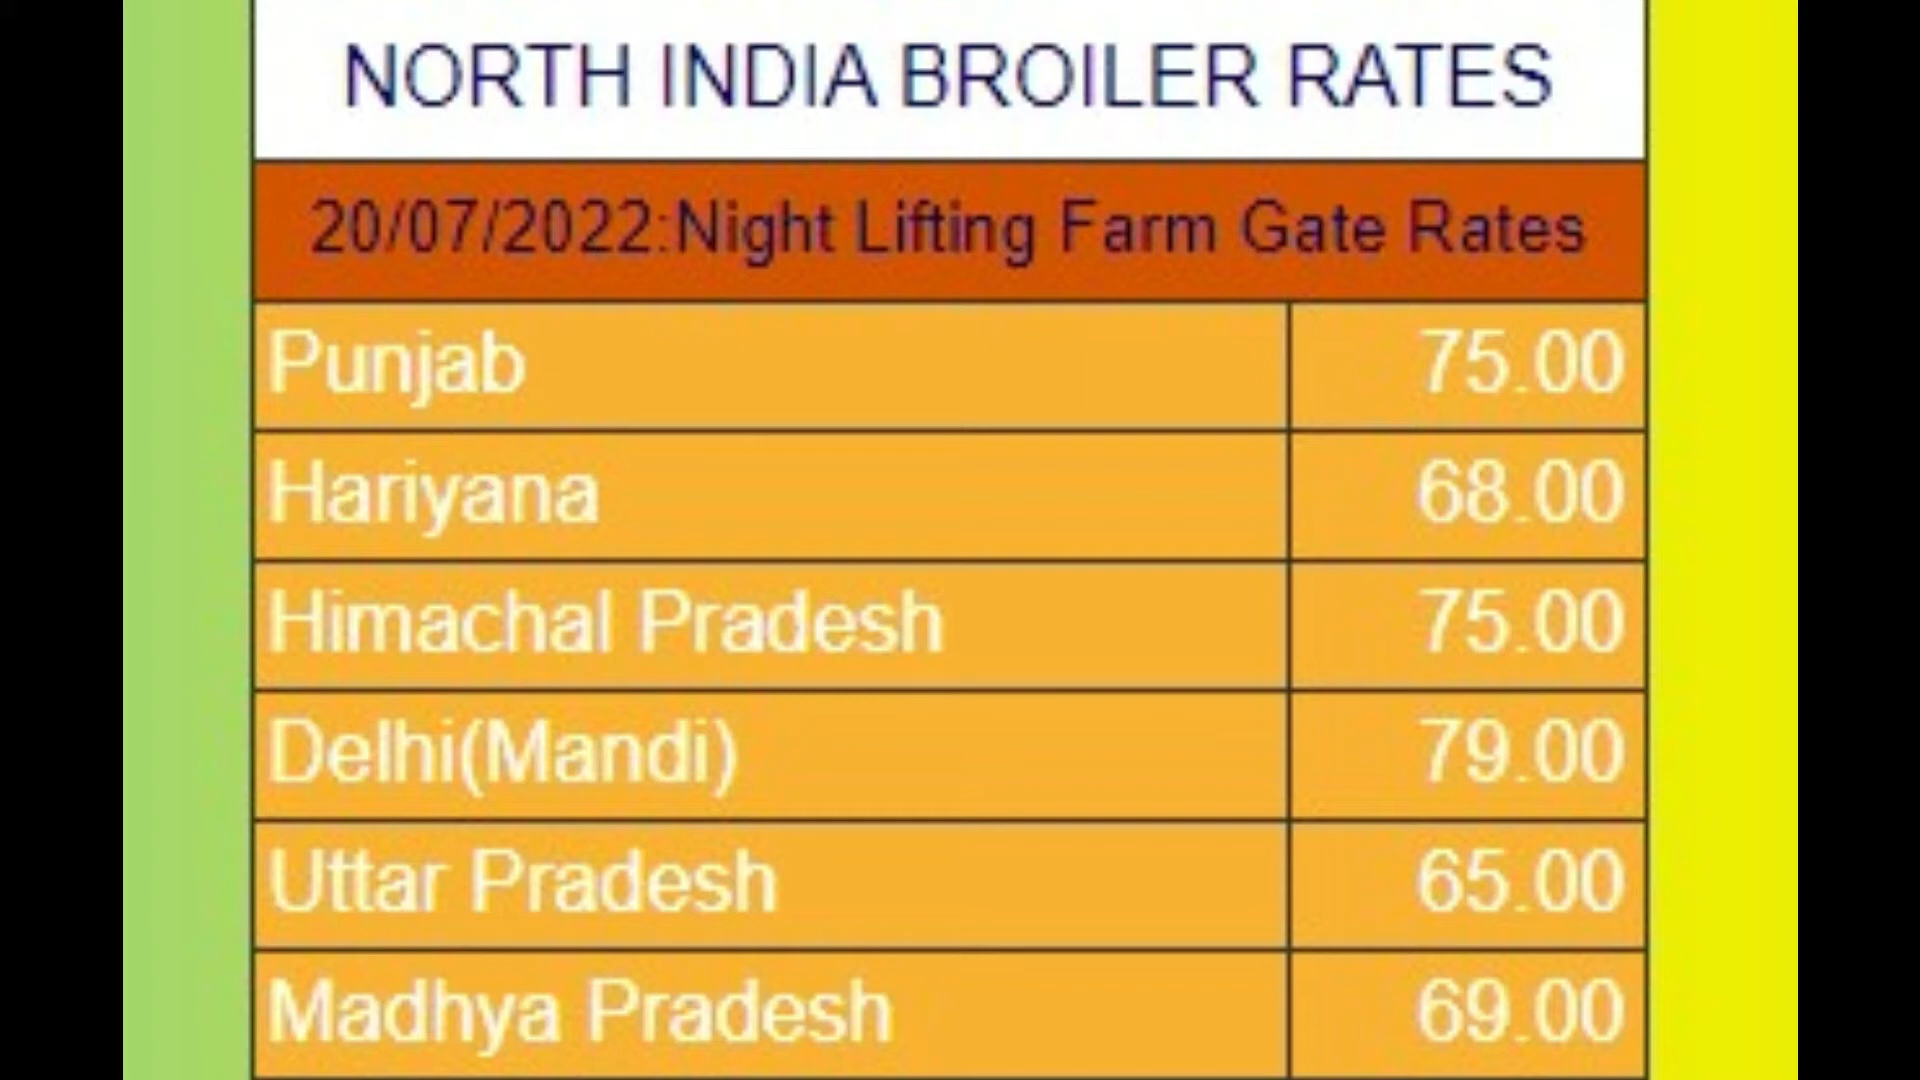 NORTH INDIA BROILER RATES
20/07/2022:Night Lifting Farm Gate Rates
Punjab 75.00
Hariyana 68.00
Himachal Pradesh 75.00
Delhi(Mandi) 79.00
Uttar Pradesh 65.00
Madhya Pradesh 69.00